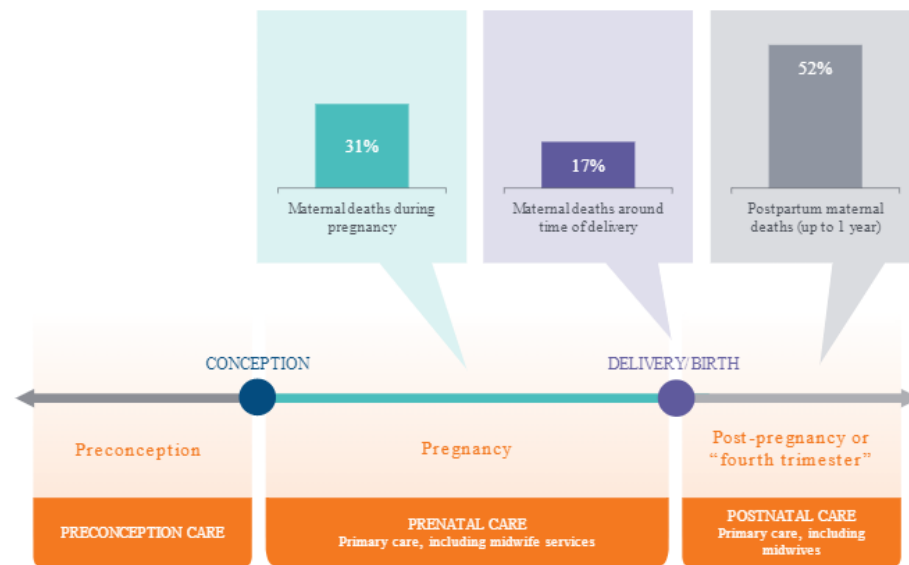 31%
Maternal deaths during
pregnancy
17%
Maternal deaths around
time of delivery
52%
Postpartum maternal
deaths (up to 1 year)
CONCEPTION
DELIVERY/BIRTH
Preconception
Pregnancy
Post-pregnancy or
“fourth trimester”
PRECONCEPTION CARE
PRENATAL CARE
Primary care, including midwife services
POSTNATAL CARE
Primary care, including
midwives